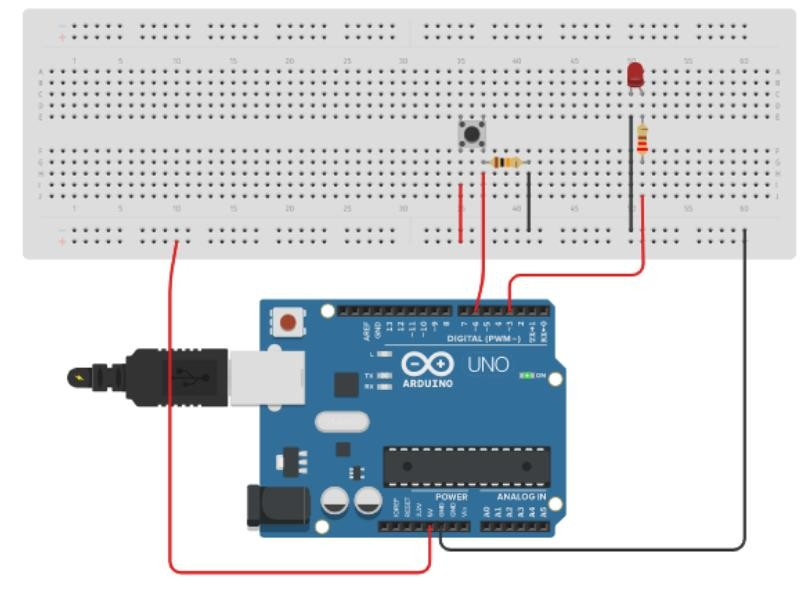 - 1 5 10 15 20 25 30 35 40 45 50 55 60 -
+ +
A A
B B
C C
D D
E E
F F
G G
H H
I I
J J
1 5 10 15 20 25 30 40 45 55 60
- -
+ +
AREF GND 13 12 ~11 ~10 ~9 8 7 ~6 ~5 4 ~3 2 TX→1 RX←0
DIGITAL (PWM~)
L
TX
RX
UNO
ARDUINO
ON
POWER ANALOG IN
IOREF RESET 3.3V 5V GND GND Vin A0 A1 A2 A3 A4 A5